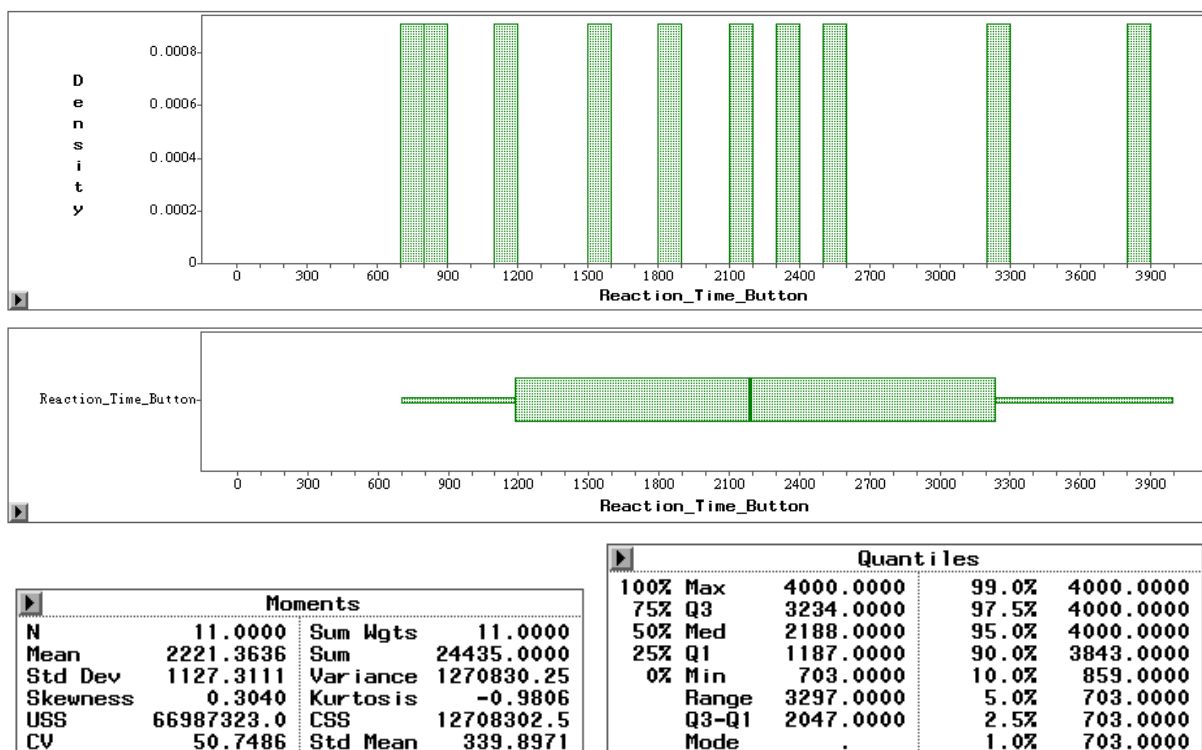 Density
0.0008
0.0006
0.0004
0.0002
0
0 300 600 900 1200 1500 1800 2100 2400 2700 3000 3300 3600 3900
Reaction_Time_Button
Reaction_Time_Button
0 300 600 900 1200 1500 1800 2100 2400 2700 3000 3300 3600 3900
Reaction_Time_Button
Moments
N 11.0000 Sum Wgts 11.0000
Mean 2221.3636 Sum 24435.0000
Std Dev 1127.3111 Variance 1270830.25
Skewness 0.3040 Kurtosis -0.9806
USS 66987323.0 CSS 12708302.5
CV 50.7486 Std Mean 339.8971
Quantiles
100% Max 4000.0000 99.0% 4000.0000
75% Q3 3234.0000 97.5% 4000.0000
50% Med 2188.0000 95.0% 4000.0000
25% Q1 1187.0000 90.0% 3843.0000
0% Min 703.0000 10.0% 859.0000
Range 3297.0000 5.0% 703.0000
Q3-Q1 2047.0000 2.5% 703.0000
Mode . 1.0% 703.0000